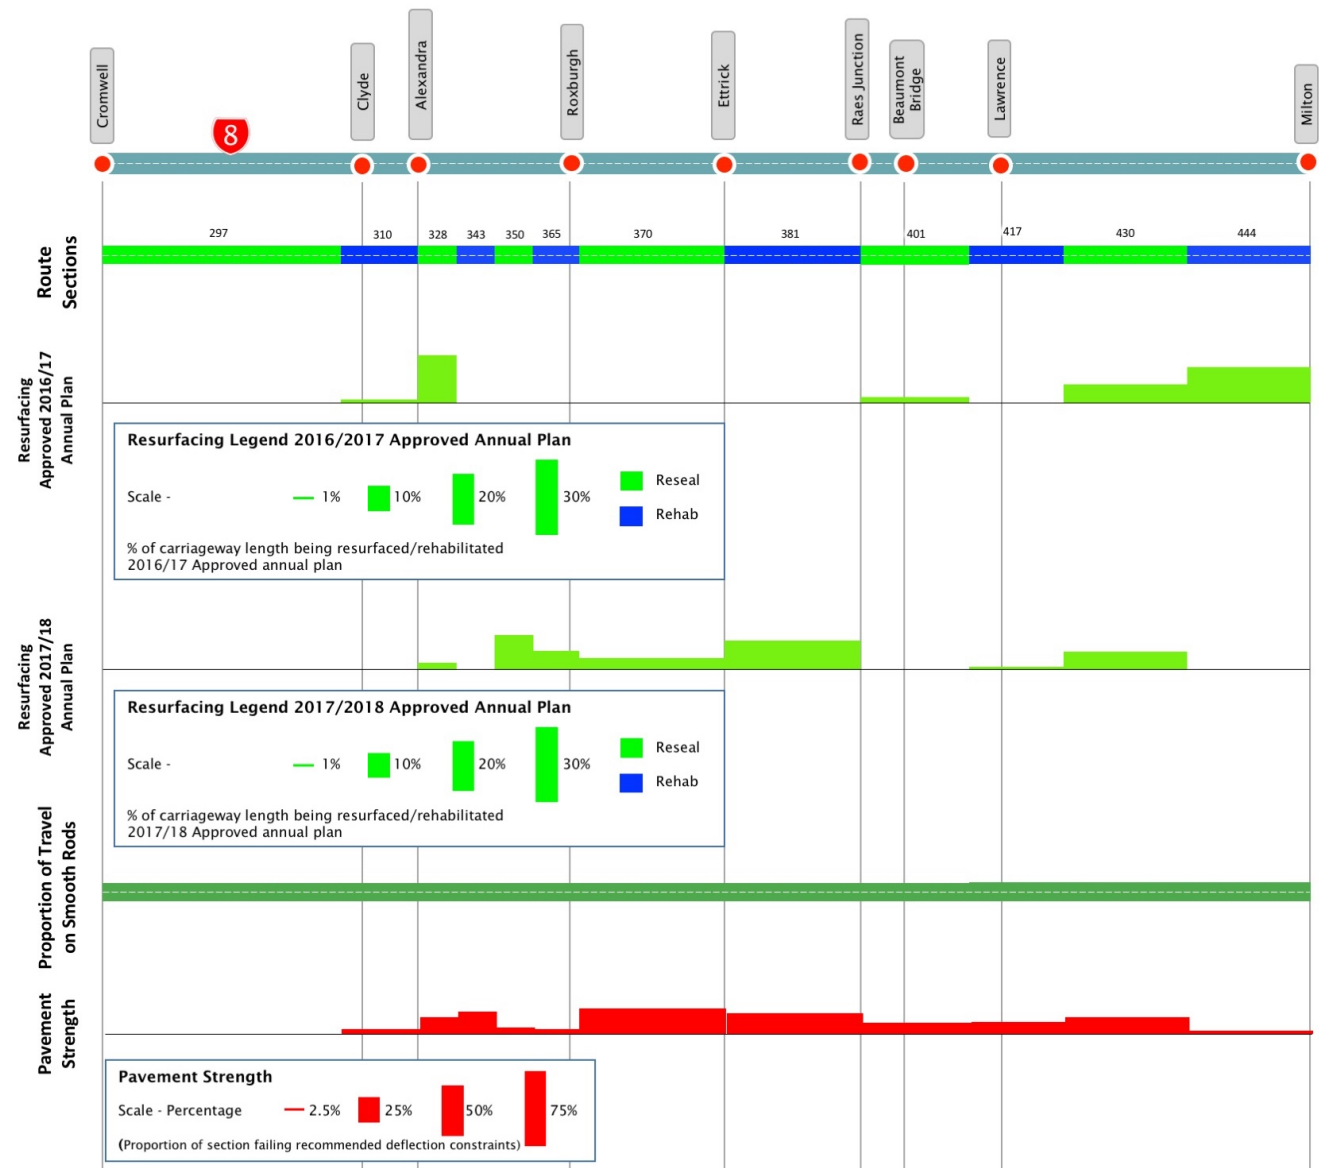 Cromwell
8
Clyde
Alexandra
Roxburgh
Ettrick
Raes Junction
Beaumont
Bridge
Lawrence
Milton
Route
Sections
297
310
328
343
350
365
370
381
401
417
430
444
Resurfacing
Approved 2016/17
Annual Plan
Resurfacing Legend 2016/2017 Approved Annual Plan
Scale -
1%
10%
20%
30%
Reseal
Rehab
% of carriageway length being resurfaced/rehabilitated
2016/17 Approved annual plan
Resurfacing
Approved 2017/18
Annual Plan
Resurfacing Legend 2017/2018 Approved Annual Plan
Scale -
1%
10%
20%
30%
Reseal
Rehab
% of carriageway length being resurfaced/rehabilitated
2017/18 Approved annual plan
Proportion of Travel
on Smooth Rods
Pavement
Strength
Pavement Strength
Scale - Percentage
2.5%
25%
50%
75%
(Proportion of section failing recommended deflection constraints)